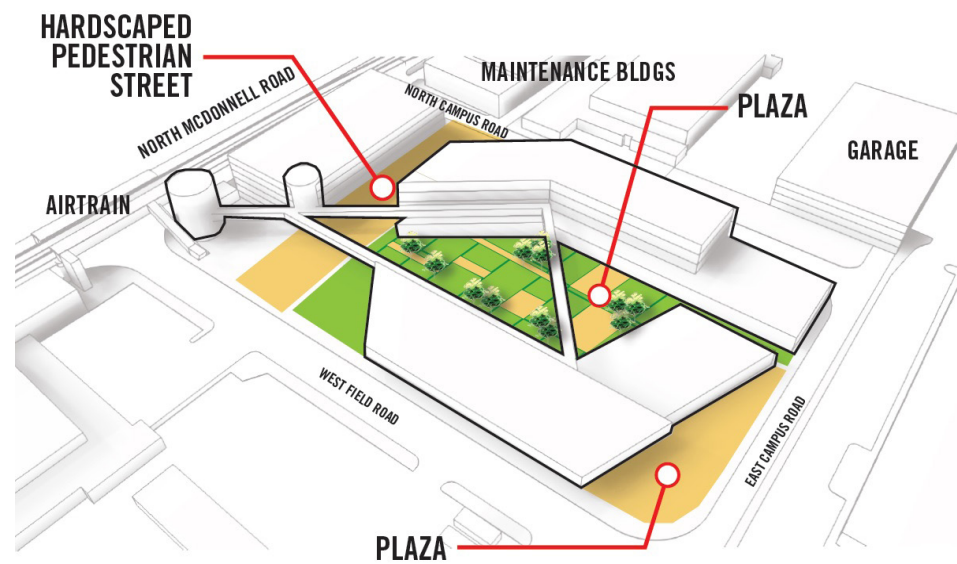 HARDSCAPED
PEDESTRIAN
STREET
MAINTENANCE BLDGS
NORTH MCDONNELL ROAD
NORTH CAMPUS ROAD
PLAZA
GARAGE
AIRTRAIN
WEST FIELD ROAD
EAST CAMPUS ROAD
PLAZA